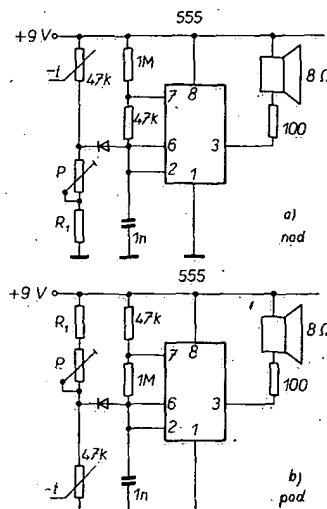 555
+9 V
-t
47k
1M
8 Ω
7
8
47k
6
3
100
P
2
1
R₁
1n
a)
nad
555
+9 V
R₁
47k
8 Ω
7
8
P
1M
6
3
100
2
1
47k
-t
1n
b)
pod